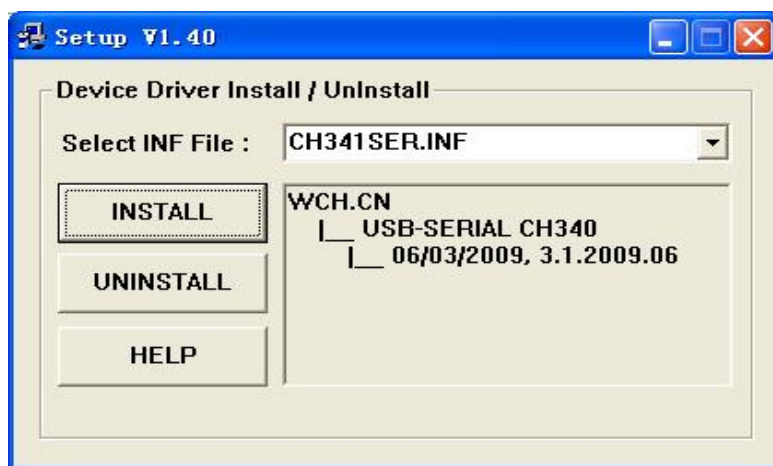 Setup V1.40
Device Driver Install / UnInstall
Select INF File : CH341SER.INF
INSTALL
UNINSTALL
HELP
WCH.CN
|__ USB-SERIAL CH340
|__ 06/03/2009, 3.1.2009.06